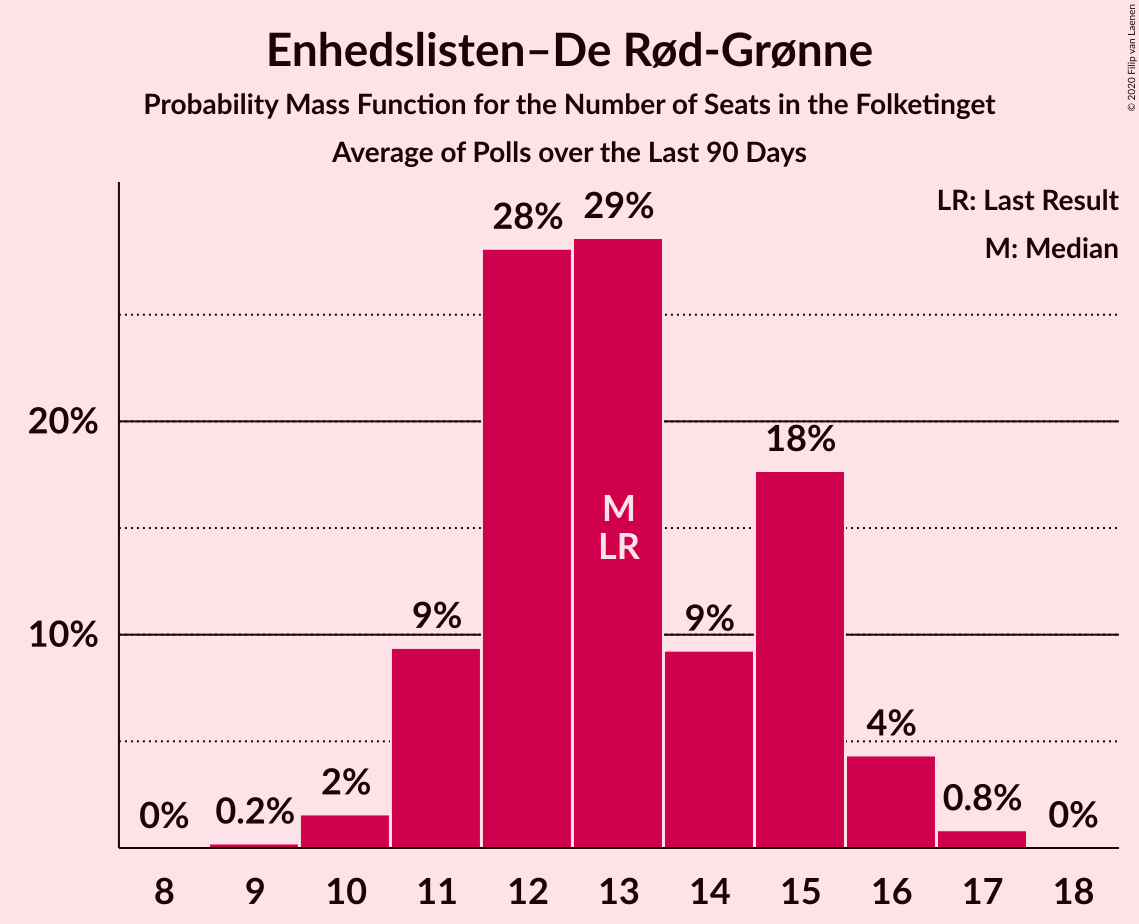 Enhedslisten–De Rød-Grønne
Probability Mass Function for the Number of Seats in the Folketinget
Average of Polls over the Last 90 Days
© 2020 Filip van Laenen
LR: Last Result
M: Median
20%
10%
0%
0.2%
2%
9%
28%
29%
9%
18%
4%
0.8%
0%
M
LR
8 9 10 11 12 13 14 15 16 17 18